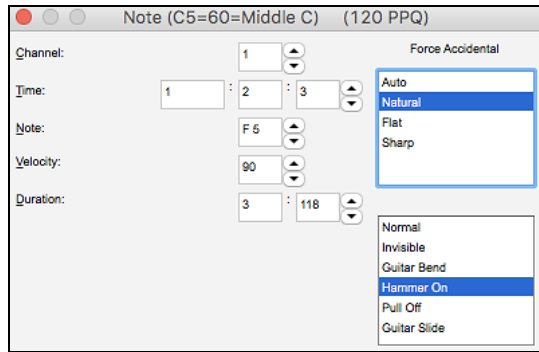 Note (C5=60=Middle C) (120 PPQ)
Channel: 1
Time: 1 : 2 : 3
Note: F 5
Velocity: 90
Duration: 3 : 118
Force Accidental
Auto
Natural
Flat
Sharp
Normal
Invisible
Guitar Bend
Hammer On
Pull Off
Guitar Slide